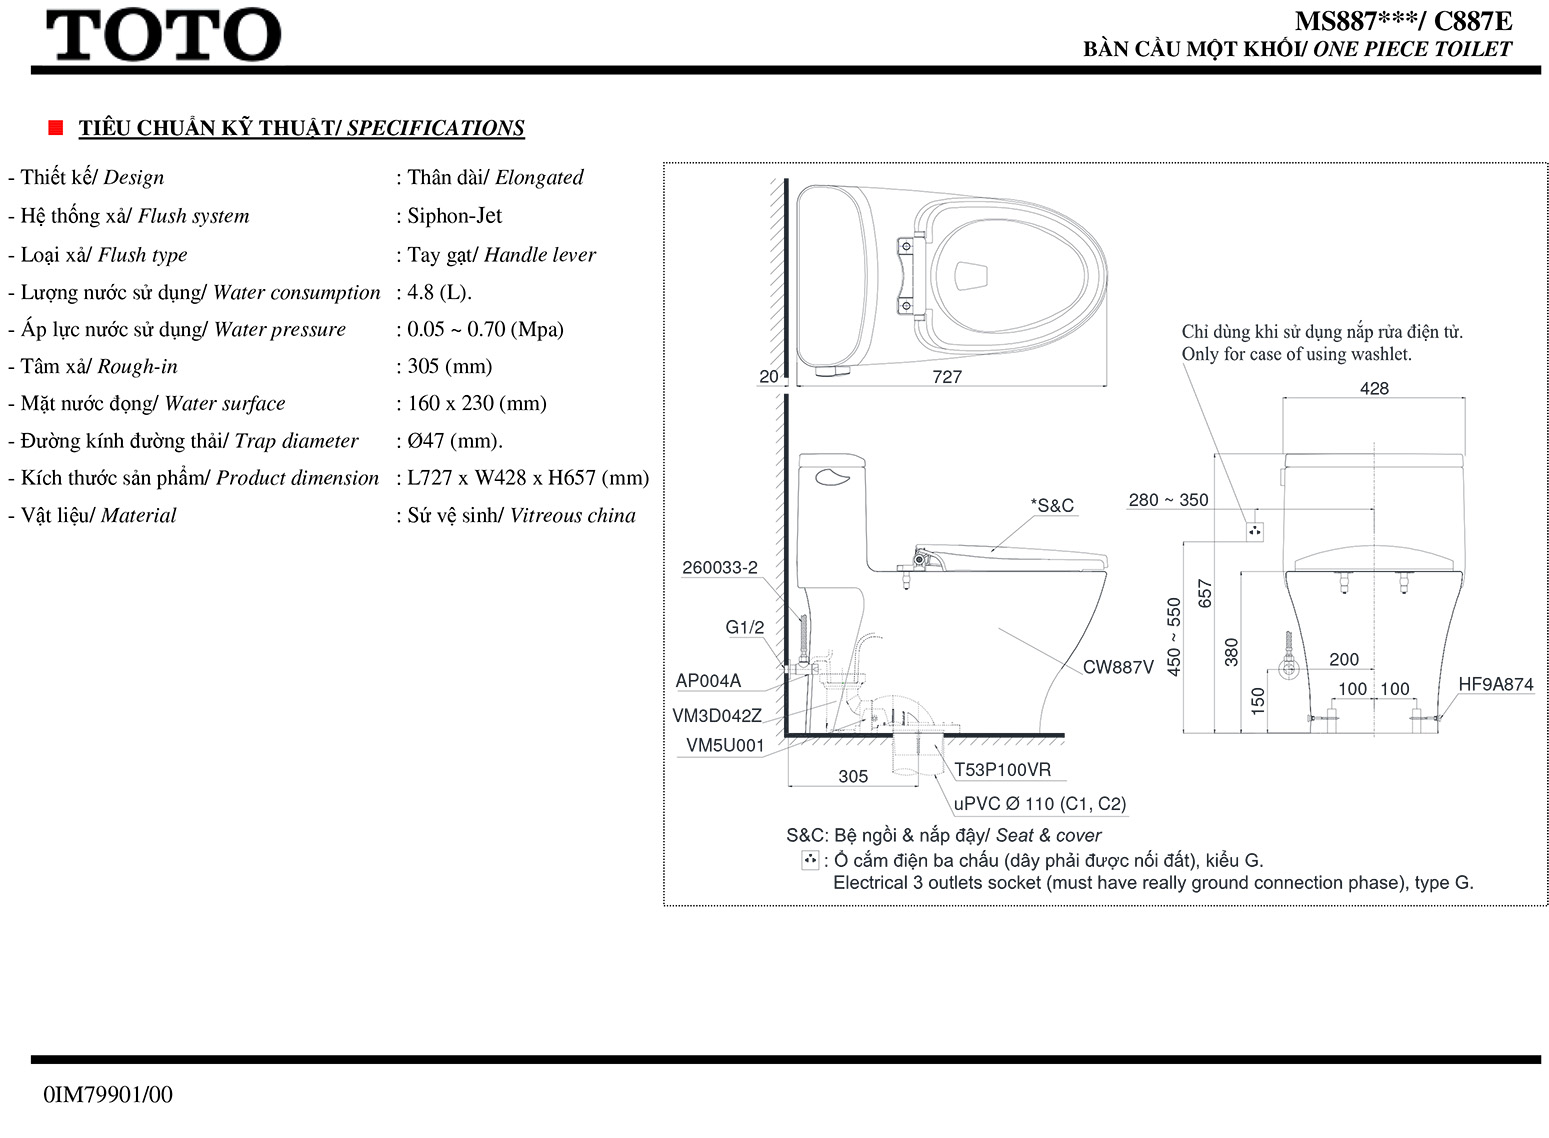 TOTO
MS887***/ C887E
BÀN CẦU MỘT KHỐI/ ONE PIECE TOILET
TIÊU CHUẨN KỸ THUẬT/ SPECIFICATIONS
- Thiết kế/ Design : Thân dài/ Elongated
- Hệ thống xả/ Flush system : Siphon-Jet
- Loại xả/ Flush type : Tay gạt/ Handle lever
- Lượng nước sử dụng/ Water consumption : 4.8 (L).
- Áp lực nước sử dụng/ Water pressure : 0.05 ~ 0.70 (Mpa)
- Tâm xả/ Rough-in : 305 (mm)
- Mặt nước đọng/ Water surface : 160 x 230 (mm)
- Đường kính đường thải/ Trap diameter : Ø47 (mm).
- Kích thước sản phẩm/ Product dimension : L727 x W428 x H657 (mm)
- Vật liệu/ Material : Sứ vệ sinh/ Vitreous china
20
727
Chỉ dùng khi sử dụng nắp rửa điện tử.
Only for case of using washlet.
428
280 ~ 350
*S&C
260033-2
G1/2
AP004A
VM3D042Z
VM5U001
305
CW887V
T53P100VR
uPVC Ø 110 (C1, C2)
450 ~ 550
657
380
150
200
100
100
HF9A874
S&C: Bệ ngồi & nắp đậy/ Seat & cover
: Ổ cắm điện ba chấu (dây phải được nối đất), kiểu G.
Electrical 3 outlets socket (must have really ground connection phase), type G.
0IM79901/00